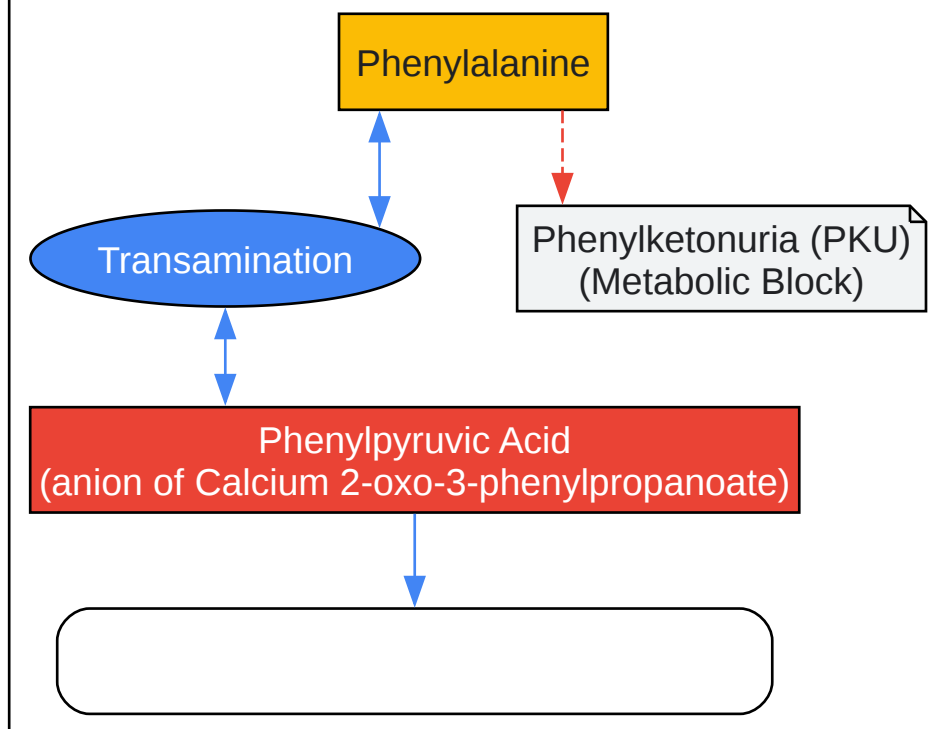 Phenylalanine
Transamination
Phenylketonuria (PKU)
(Metabolic Block)
Phenylpyruvic Acid
(anion of Calcium 2-oxo-3-phenylpropanoate)